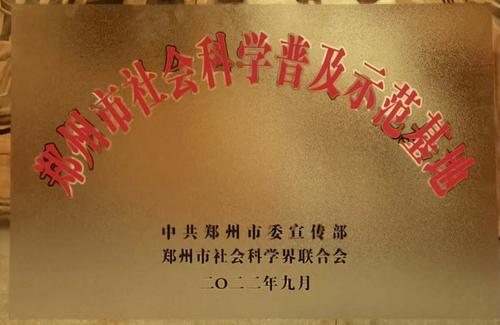 郑州市社会科学普及示范基地
中共郑州市委宣传部
郑州市社会科学界联合会
二〇二二年九月